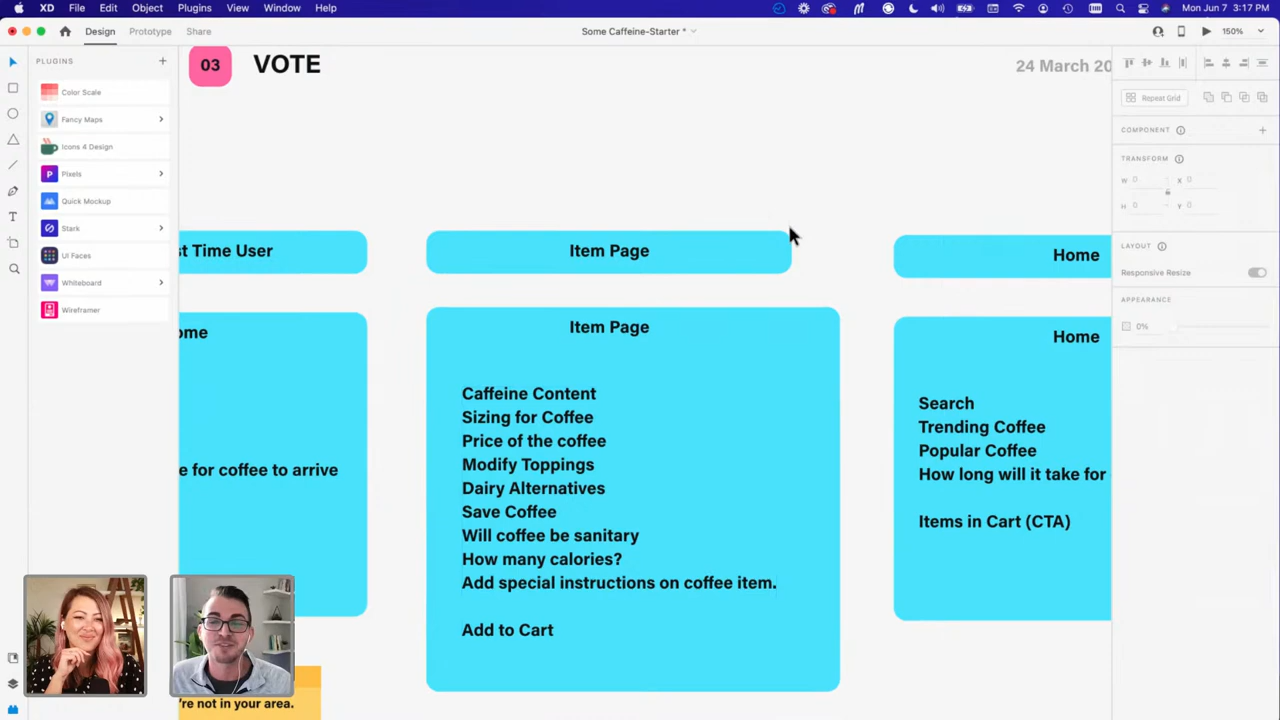 XD File Edit Object Plugins View Window Help
Mon Jun 7 3:17 PM
Design Prototype Share
Some Caffeine-Starter *
150%
PLUGINS
Color Scale
Fancy Maps
Icons 4 Design
P Pixels
Quick Mockup
Stark
UI Faces
Whiteboard
Wireframer
03 VOTE
24 March 20
st Time User
ome
e for coffee to arrive
're not in your area.
Item Page
Item Page
Caffeine Content
Sizing for Coffee
Price of the coffee
Modify Toppings
Dairy Alternatives
Save Coffee
Will coffee be sanitary
How many calories?
Add special instructions on coffee item.
Add to Cart
Home
Home
Search
Trending Coffee
Popular Coffee
How long will it take for
Items in Cart (CTA)
Repeat Grid
COMPONENT
TRANSFORM
W 0 X 0
H 0 Y 0
LAYOUT
Responsive Resize
APPEARANCE
0%